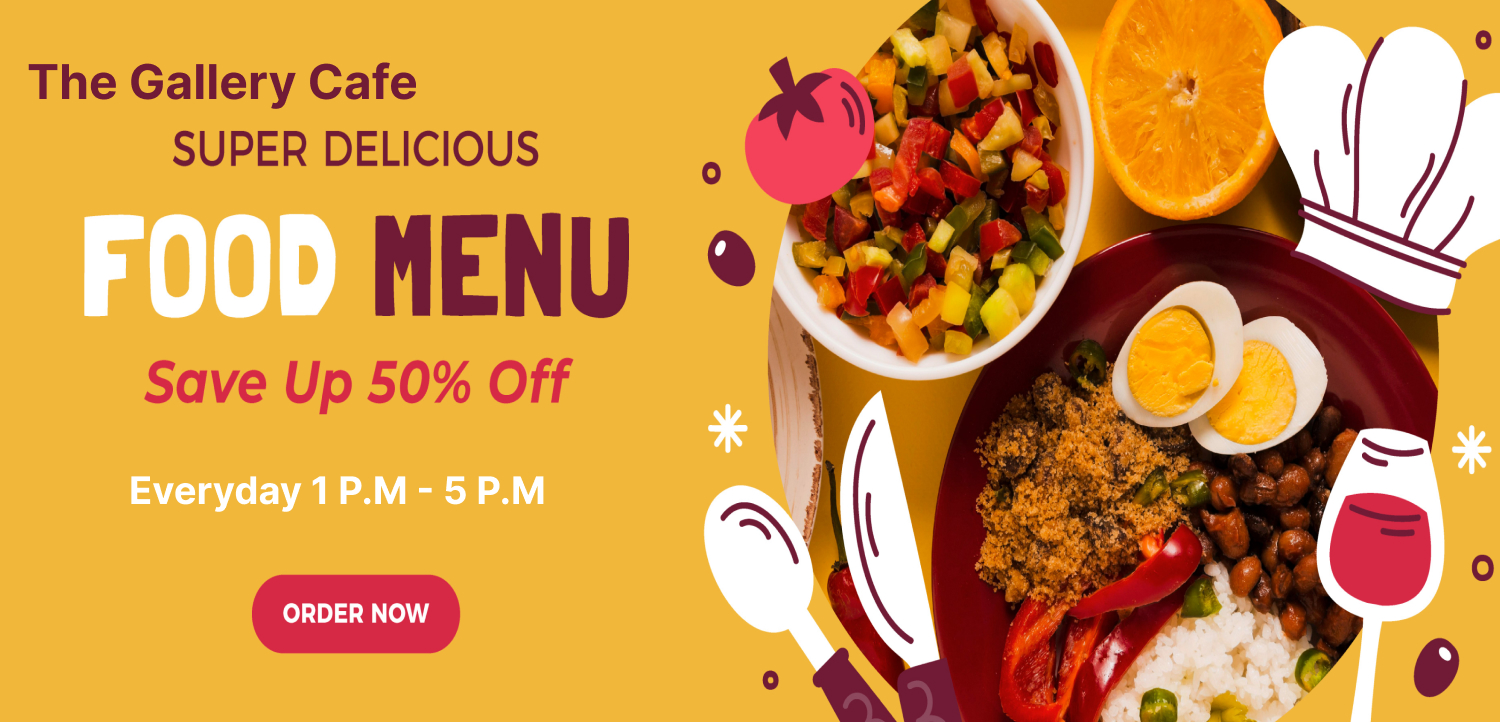 The Gallery Cafe
SUPER DELICIOUS
FOOD MENU
Save Up 50% Off
Everyday 1 P.M - 5 P.M
ORDER NOW